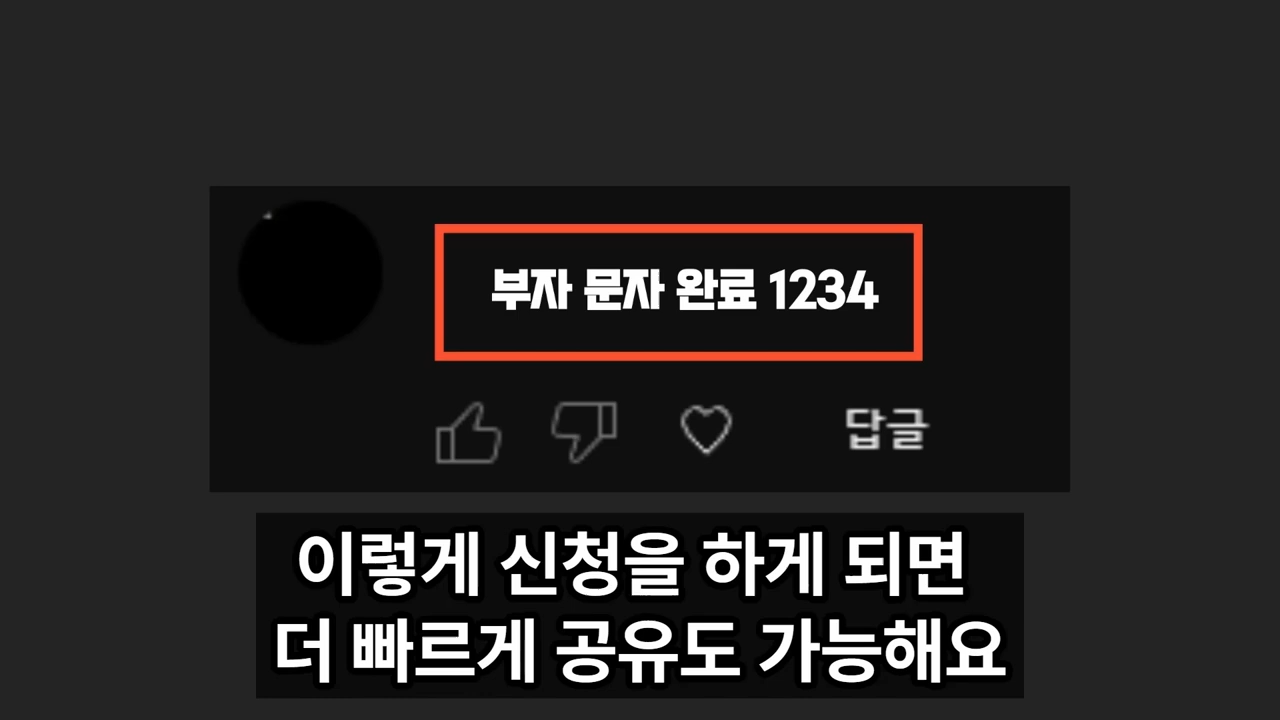 부자 문자 완료 1234
답글
이렇게 신청을 하게 되면
더 빠르게 공유도 가능해요